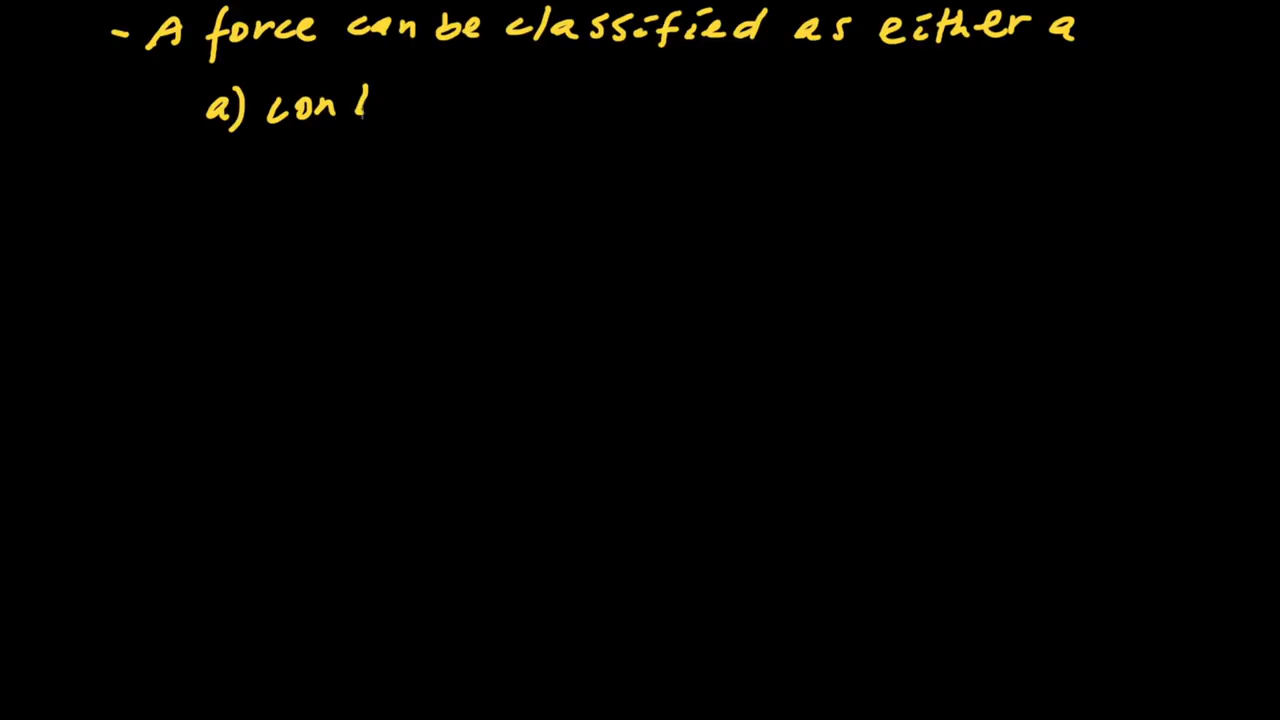 - A force can be classified as either a
a) con